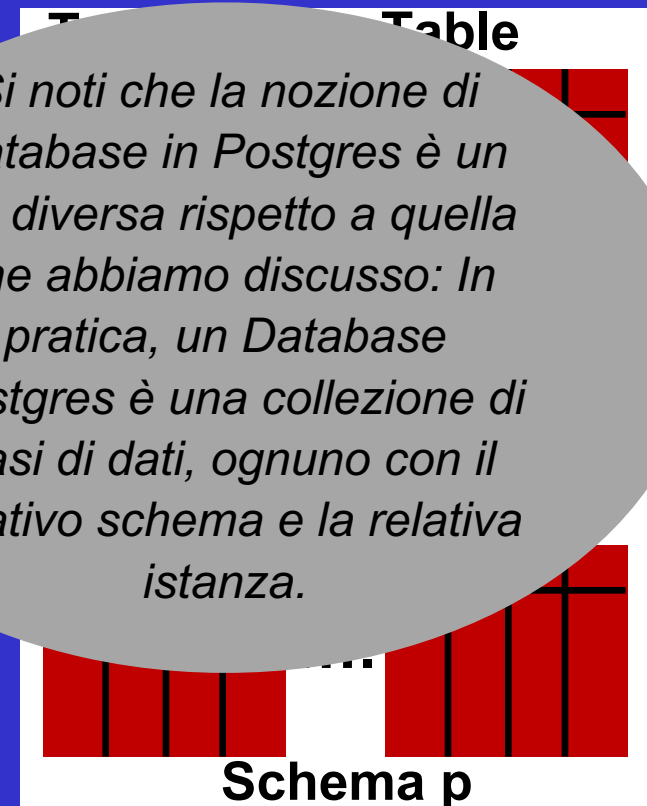 Table
Si noti che la nozione di
atabase in Postgres è un
diversa rispetto a quella
he abbiamo discusso: In
pratica, un Database
stgres è una collezione di
asi di dati, ognuno con il
ativo schema e la relativa
istanza.
Schema p